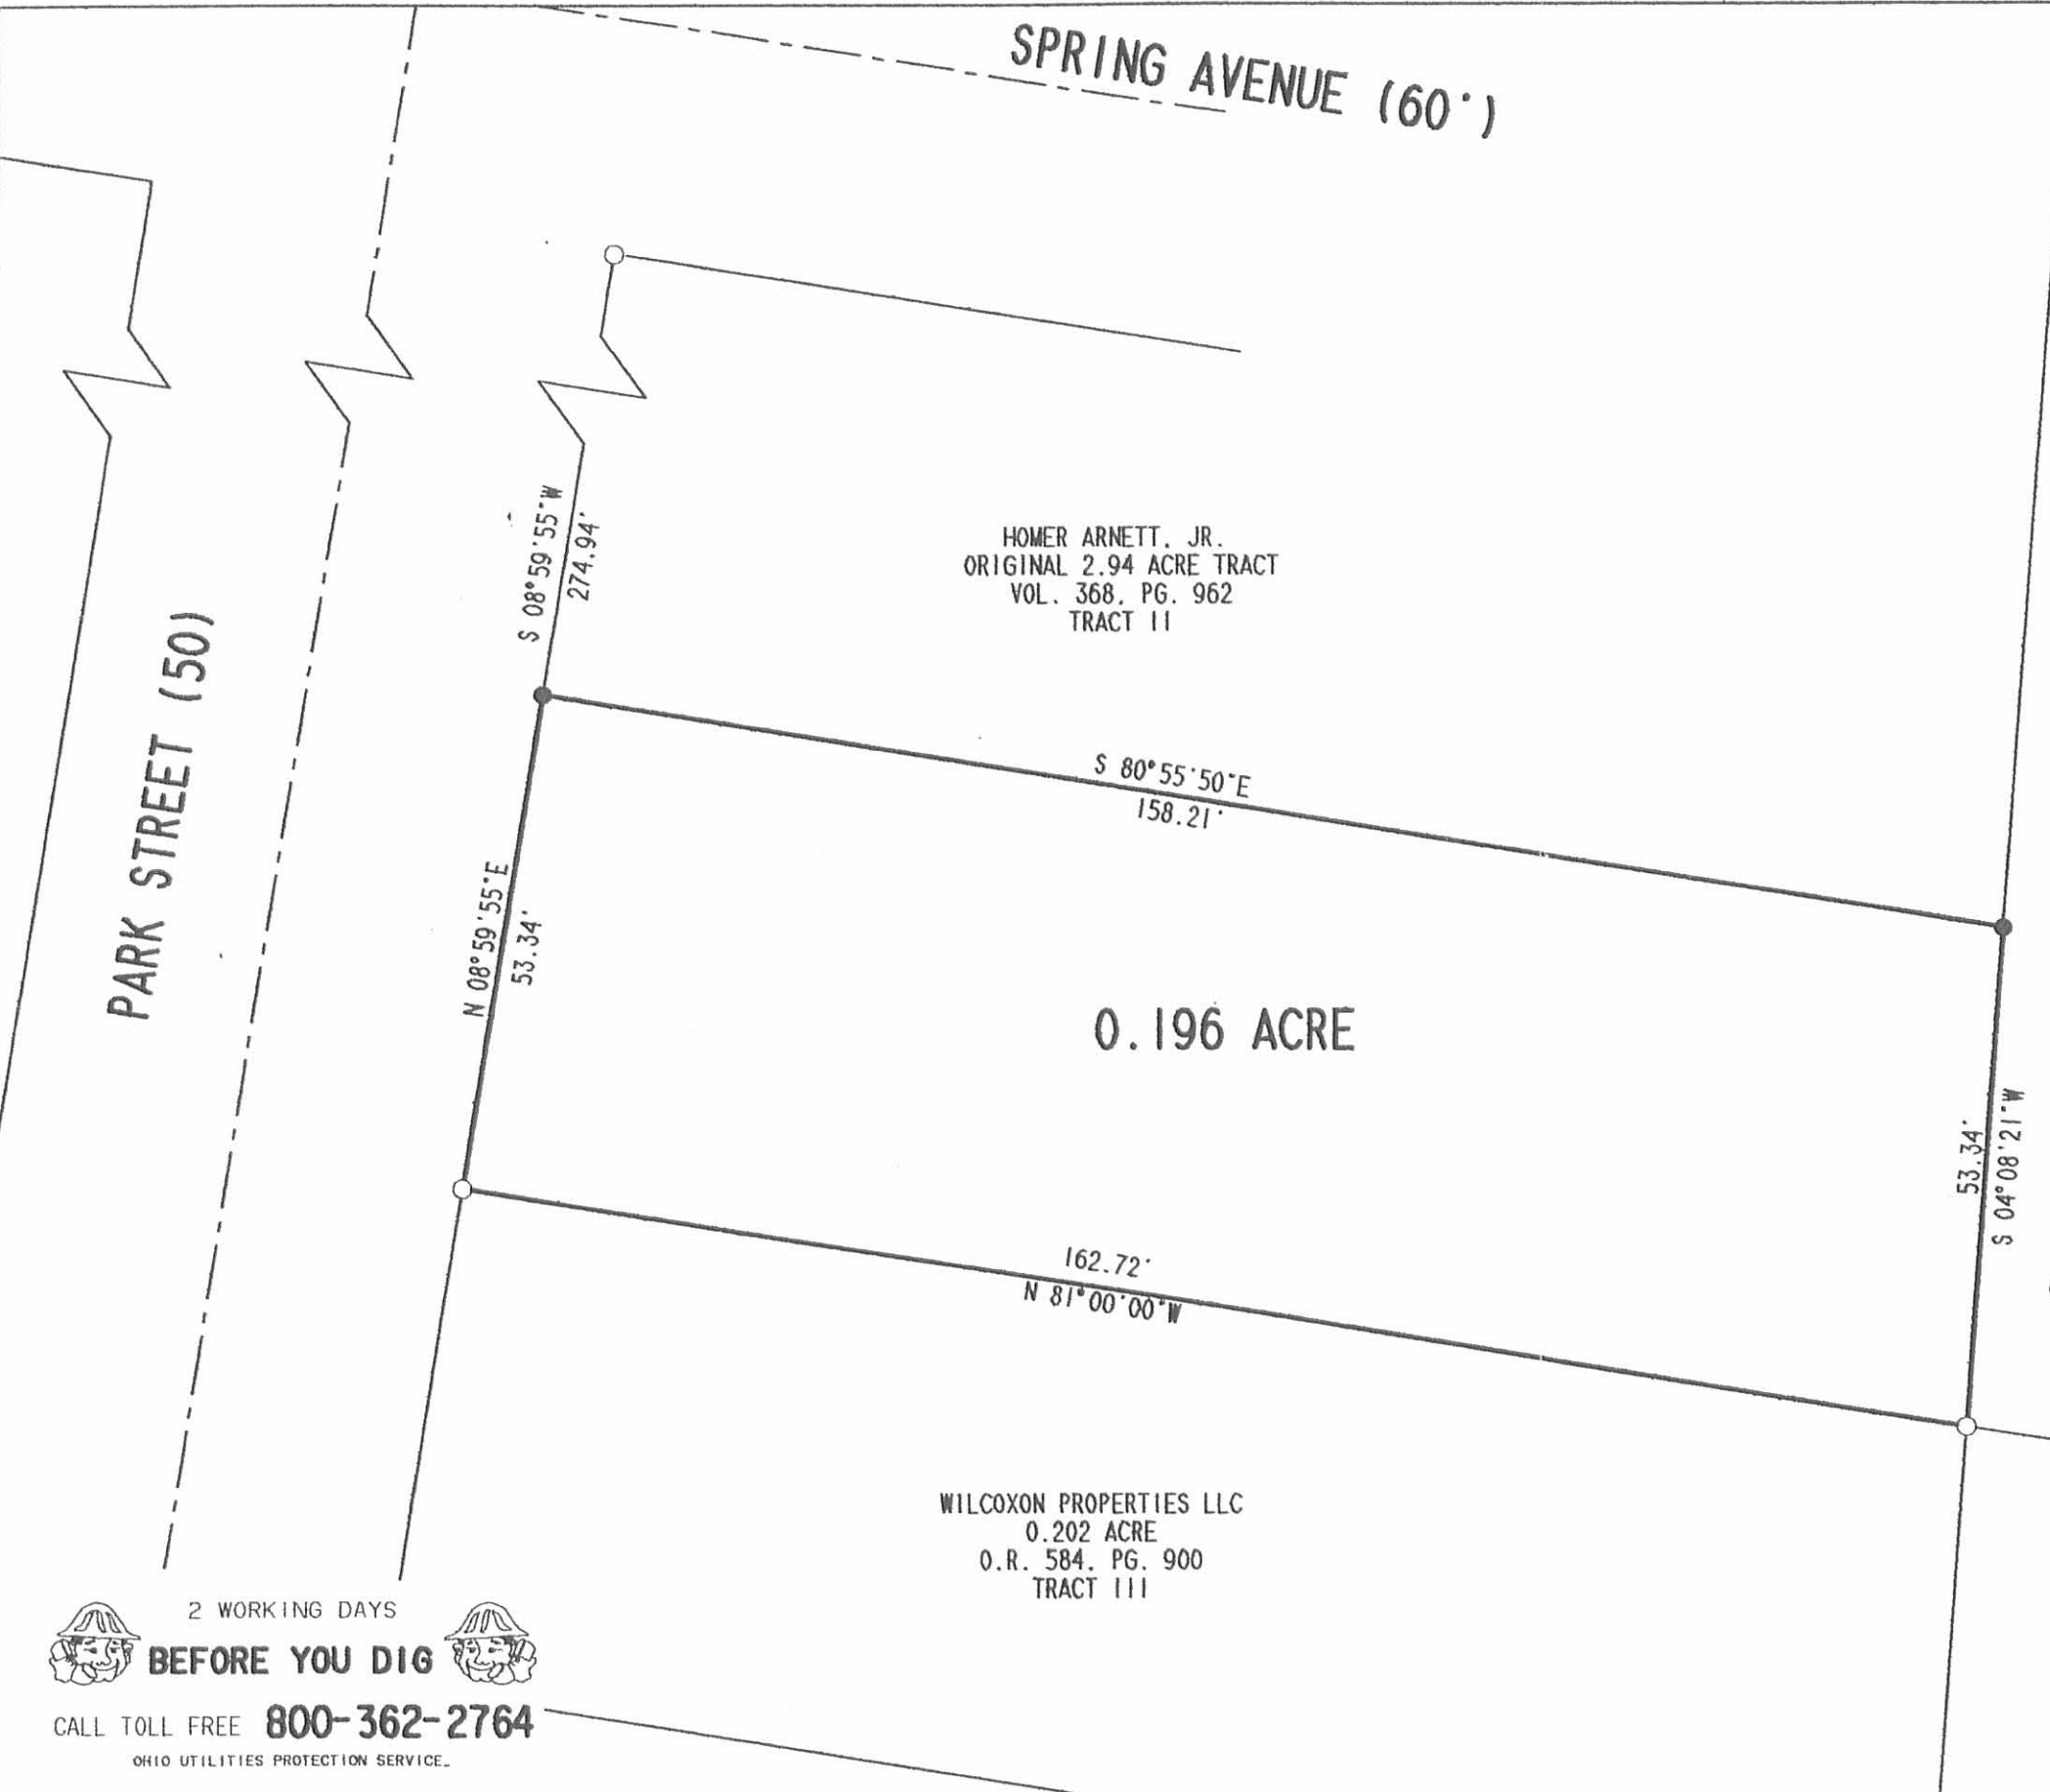 SPRING AVENUE (60')
S 08°59'55"W
274.94'
HOMER ARNETT, JR.
ORIGINAL 2.94 ACRE TRACT
VOL. 368, PG. 962
TRACT II
PARK STREET (50)
S 80°55'50"E
158.21'
N 08°59'55"E
53.34'
0.196 ACRE
53.34'
S 04°08'21"W
162.72'
N 81°00'00"W
WILCOXON PROPERTIES LLC
0.202 ACRE
O.R. 584, PG. 900
TRACT III
2 WORKING DAYS
BEFORE YOU DIG
CALL TOLL FREE 800-362-2764
OHIO UTILITIES PROTECTION SERVICE.